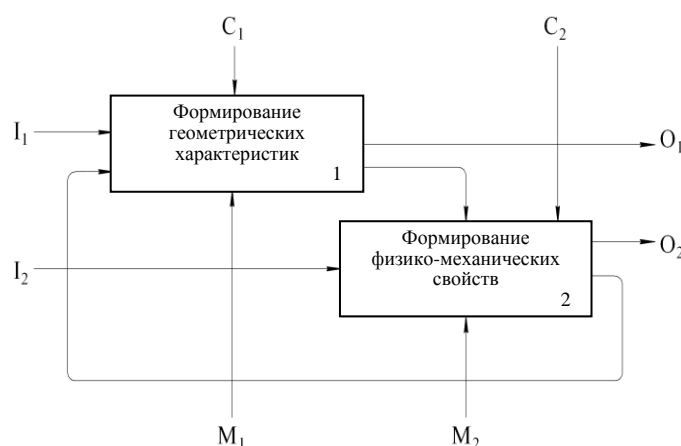 C₁
C₂
I₁
Формирование
геометрических
характеристик
1
O₁
I₂
Формирование
физико-механических
свойств
2
O₂
M₁
M₂